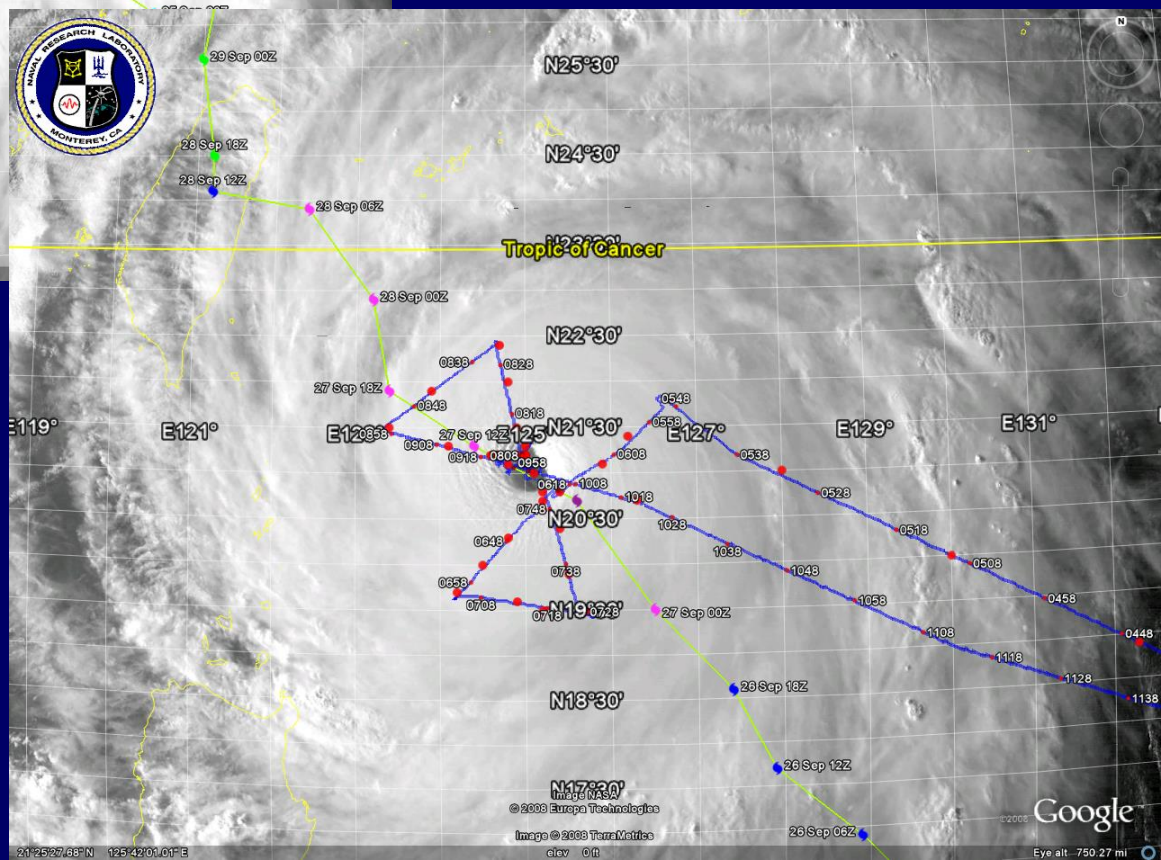 29 Sep 00Z
NAVAL RESEARCH LABORATORY
MONTEREY, CA
N
N25°30'
28 Sep 18Z
N24°30'
28 Sep 12Z
28 Sep 06Z
Tropic of Cancer
28 Sep 00Z
N22°30'
0838
0828
27 Sep 18Z
0848
0818
0548
0558
E119°
E121°
0858
27 Sep 12Z
E125
N21°30'
E127°
E129°
E131°
0908
0918
0808
0958
0608
0538
0618
1008
0528
0748
1018
N20°30'
1028
0518
0648
1038
0508
0738
1048
0658
0458
0708
0718
0728
27 Sep 00Z
1058
0448
1108
1118
26 Sep 18Z
1128
N18°30'
1138
26 Sep 12Z
N17°30'
Image NASA
© 2008 Europa Technologies
Image © 2008 TerraMetrics
26 Sep 06Z
©2008 Google
21°25'27.68" N 125°42'01.01" E
elev 0 ft
Eye alt 750.27 mi